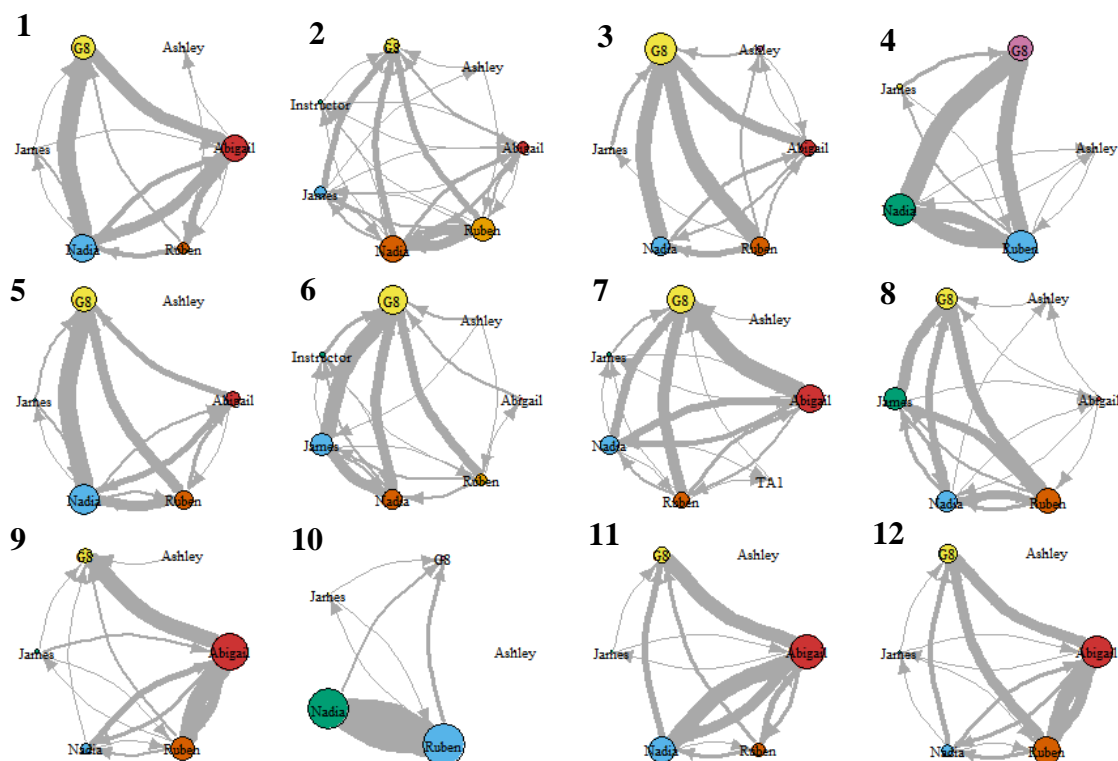 1
G8
Ashley
James
Abigail
Nadia
Ruben
2
G8
Ashley
Instructor
Abigail
James
Ruben
Nadia
3
G8
Ashley
James
Abigail
Nadia
Ruben
4
G8
James
Ashley
Nadia
Ruben
5
G8
Ashley
James
Abigail
Nadia
Ruben
6
G8
Ashley
Instructor
Abigail
James
Ruben
Nadia
7
G8
Ashley
James
Abigail
Nadia
TA1
Ruben
8
G8
Ashley
James
Abigail
Nadia
Ruben
9
G8
Ashley
James
Abigail
Nadia
Ruben
10
G8
James
Ashley
Nadia
Ruben
11
G8
Ashley
James
Abigail
Nadia
Ruben
12
G8
Ashley
James
Abigail
Nadia
Ruben